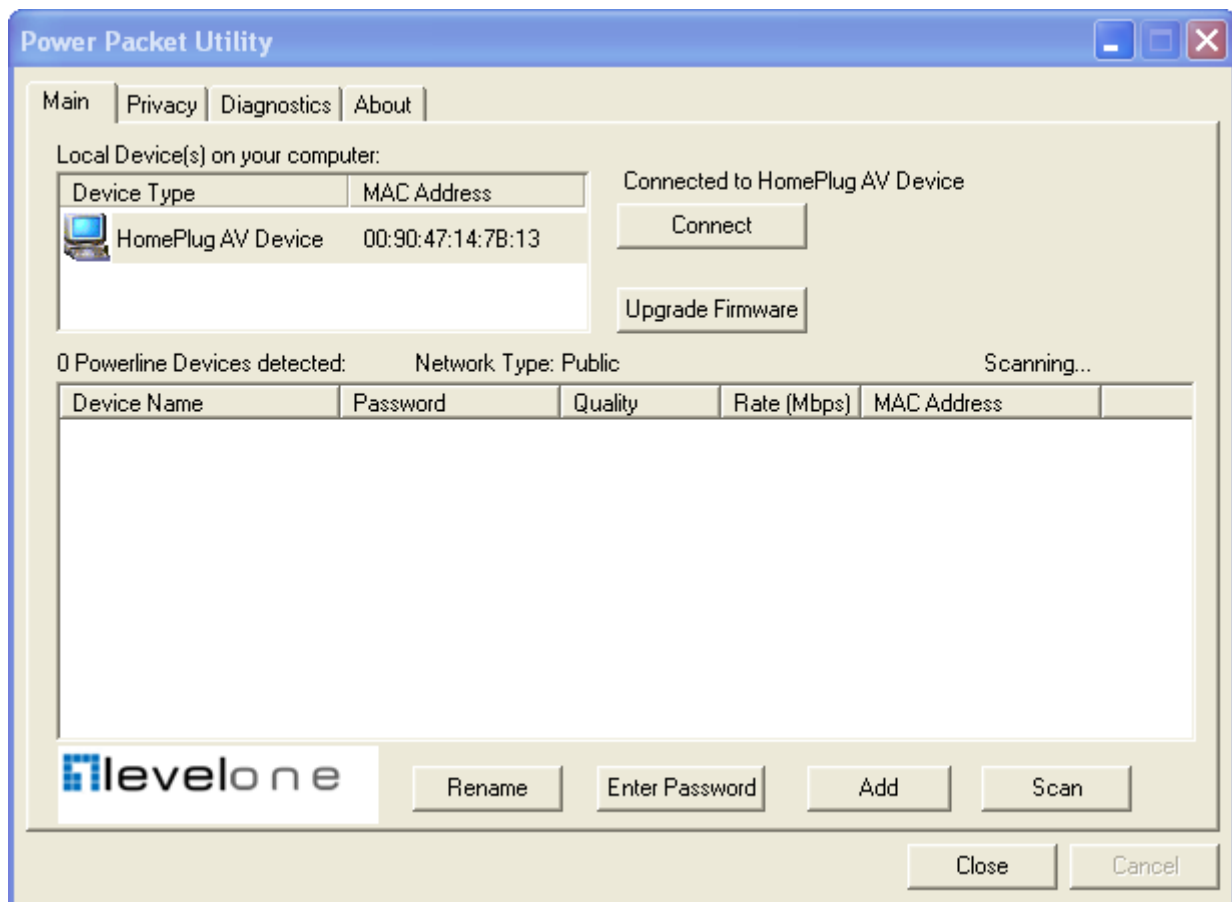 Power Packet Utility
Main Privacy Diagnostics About
Local Device(s) on your computer:
Device Type MAC Address
HomePlug AV Device 00:90:47:14:7B:13
Connected to HomePlug AV Device
Connect
Upgrade Firmware
0 Powerline Devices detected: Network Type: Public Scanning...
Device Name Password Quality Rate (Mbps) MAC Address
levelone Rename Enter Password Add Scan
Close Cancel